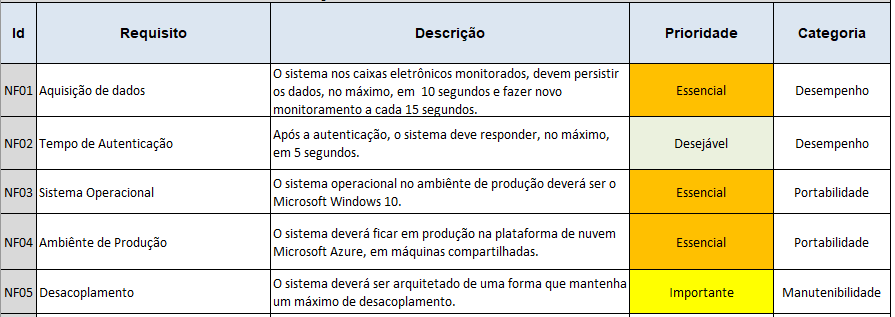 Id Requisito Descrição Prioridade Categoria
NF01 Aquisição de dados O sistema nos caixas eletrônicos monitorados, devem persistir os dados, no máximo, em 10 segundos e fazer novo monitoramento a cada 15 segundos. Essencial Desempenho
NF02 Tempo de Autenticação Após a autenticação, o sistema deve responder, no máximo, em 5 segundos. Desejável Desempenho
NF03 Sistema Operacional O sistema operacional no ambiênte de produção deverá ser o Microsoft Windows 10. Essencial Portabilidade
NF04 Ambiênte de Produção O sistema deverá ficar em produção na plataforma de nuvem Microsoft Azure, em máquinas compartilhadas. Essencial Portabilidade
NF05 Desacoplamento O sistema deverá ser arquitetado de uma forma que mantenha um máximo de desacoplamento. Importante Manutenibilidade